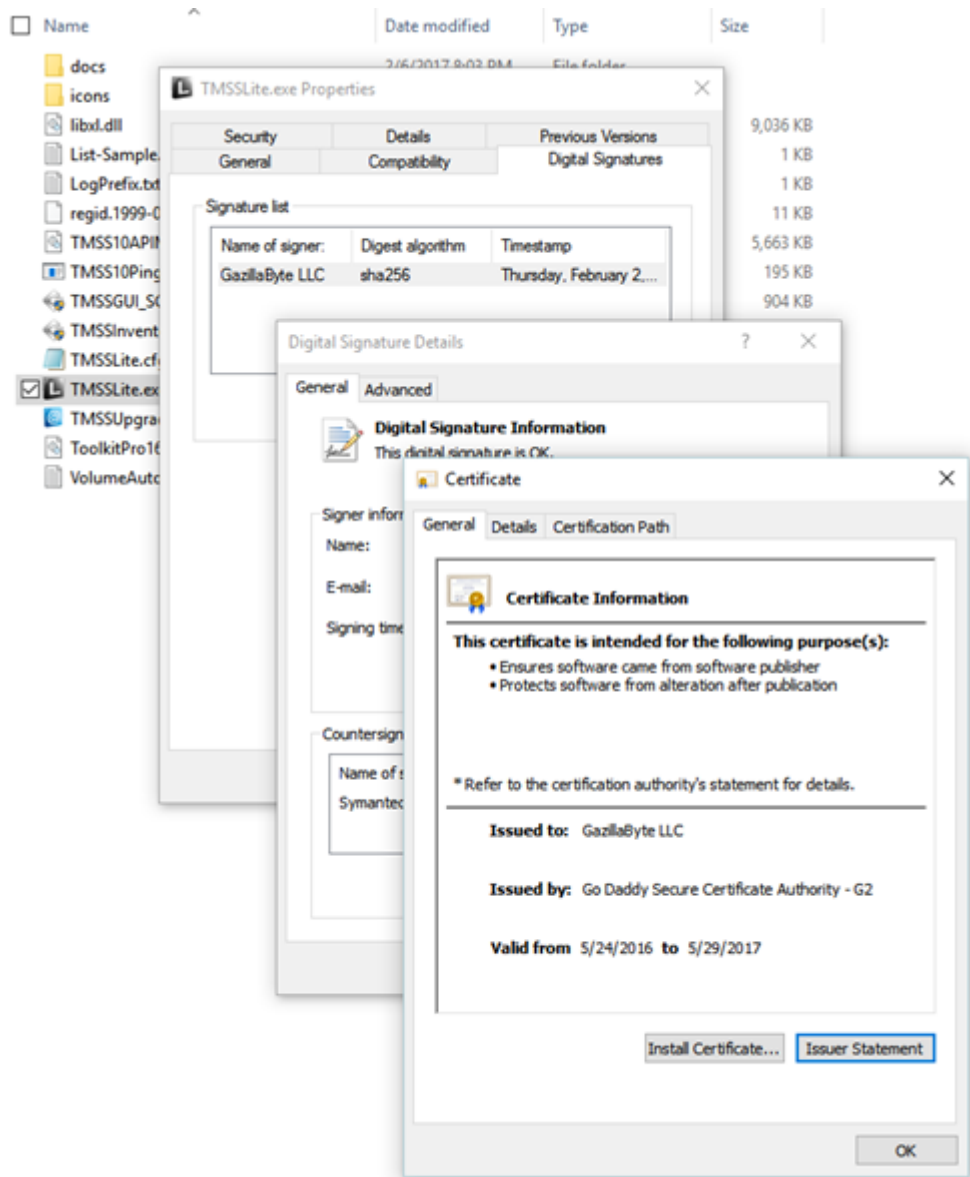 Name Date modified Type Size
docs 2/6/2017 8:03 PM File folder
icons
libxl.dll 9,036 KB
List-Sample. 1 KB
LogPrefix.txt 1 KB
regid.1999-0 11 KB
TMSS10API 5,663 KB
TMSS10Ping 195 KB
TMSSGUI_SC 904 KB
TMSSInvent
TMSSLite.cf
TMSSLite.ex
TMSSUpgra
ToolkitPro16
VolumeAuto
TMSSLite.exe Properties
Security Details Previous Versions
General Compatibility Digital Signatures
Signature list
Name of signer: Digest algorithm Timestamp
GazillaByte LLC sha256 Thursday, February 2,...
Digital Signature Details ?
General Advanced
Digital Signature Information
This digital signature is OK.
Signer inform
Name:
E-mail:
Signing time
Countersign
Name of s
Symantec
Certificate
General Details Certification Path
Certificate Information
This certificate is intended for the following purpose(s):
• Ensures software came from software publisher
• Protects software from alteration after publication
* Refer to the certification authority's statement for details.
Issued to: GazillaByte LLC
Issued by: Go Daddy Secure Certificate Authority - G2
Valid from 5/24/2016 to 5/29/2017
Install Certificate... Issuer Statement
OK